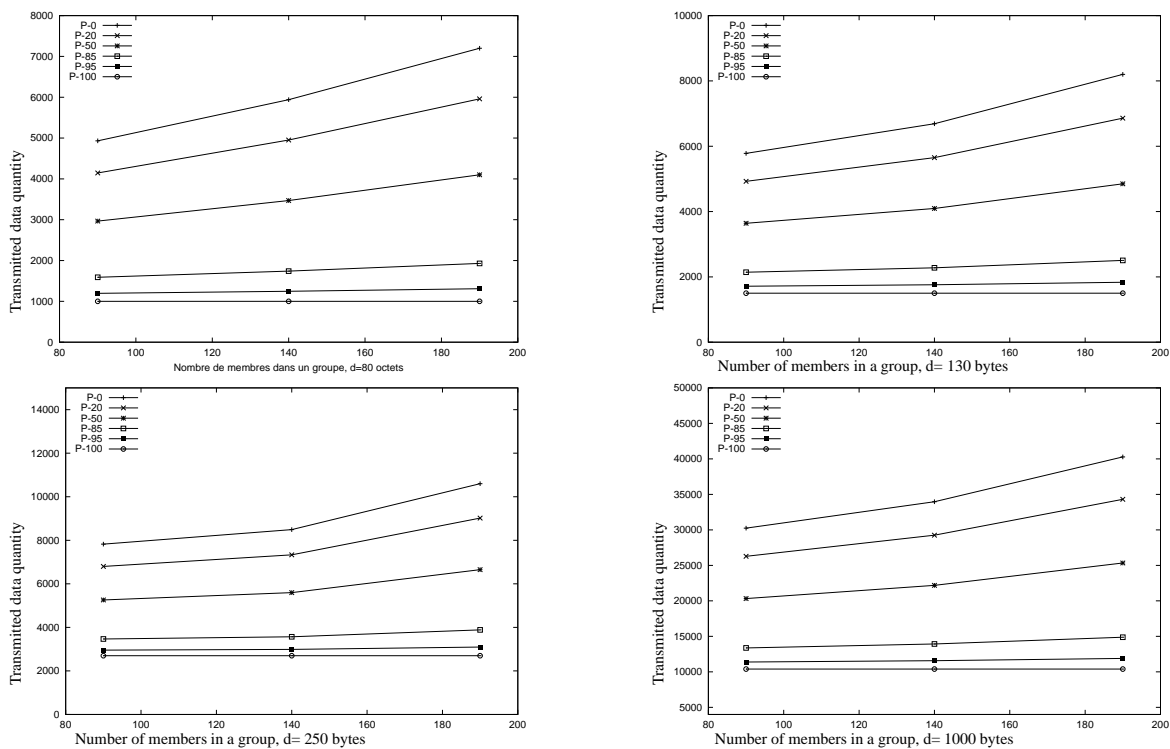 8000
7000
6000
5000
4000
3000
2000
1000
0
P-0
P-20
P-50
P-85
P-95
P-100
Transmitted data quantity
80 100 120 140 160 180 200
Nombre de membres dans un groupe, d=80 octets
10000
8000
6000
4000
2000
0
P-0
P-20
P-50
P-85
P-95
P-100
Transmitted data quantity
80 100 120 140 160 180 200
Number of members in a group, d= 130 bytes
14000
12000
10000
8000
6000
4000
2000
0
P-0
P-20
P-50
P-85
P-95
P-100
Transmitted data quantity
80 100 120 140 160 180 200
Number of members in a group, d= 250 bytes
50000
45000
40000
35000
30000
25000
20000
15000
10000
5000
P-0
P-20
P-50
P-85
P-95
P-100
Transmitted data quantity
80 100 120 140 160 180 200
Number of members in a group, d= 1000 bytes